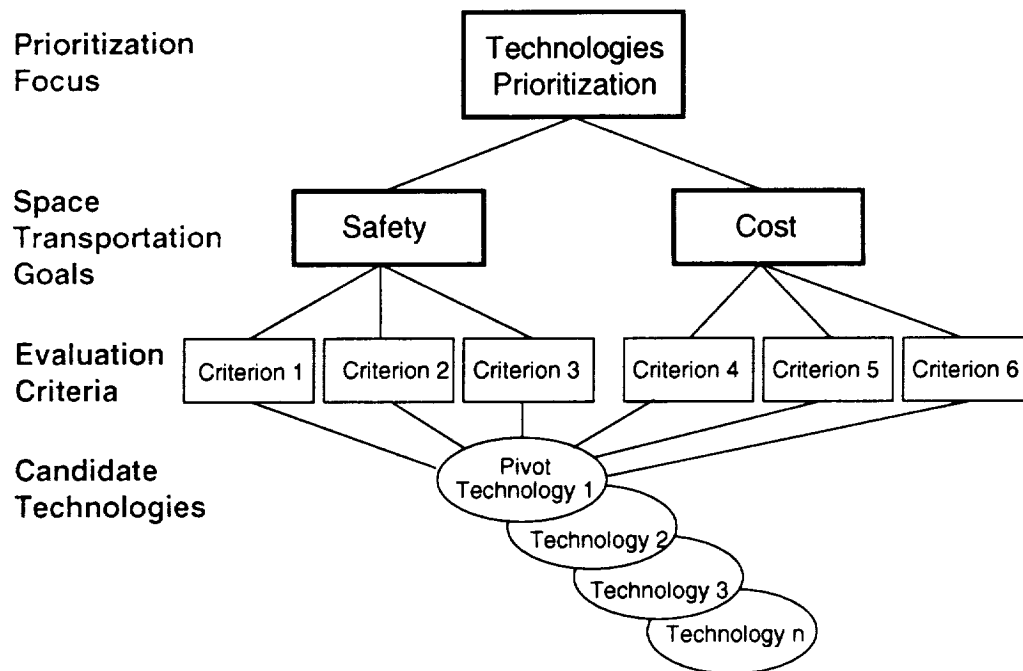 Prioritization
Focus
Technologies
Prioritization
Space
Transportation
Goals
Safety
Cost
Evaluation
Criteria
Criterion 1
Criterion 2
Criterion 3
Criterion 4
Criterion 5
Criterion 6
Candidate
Technologies
Pivot
Technology 1
Technology 2
Technology 3
Technology n